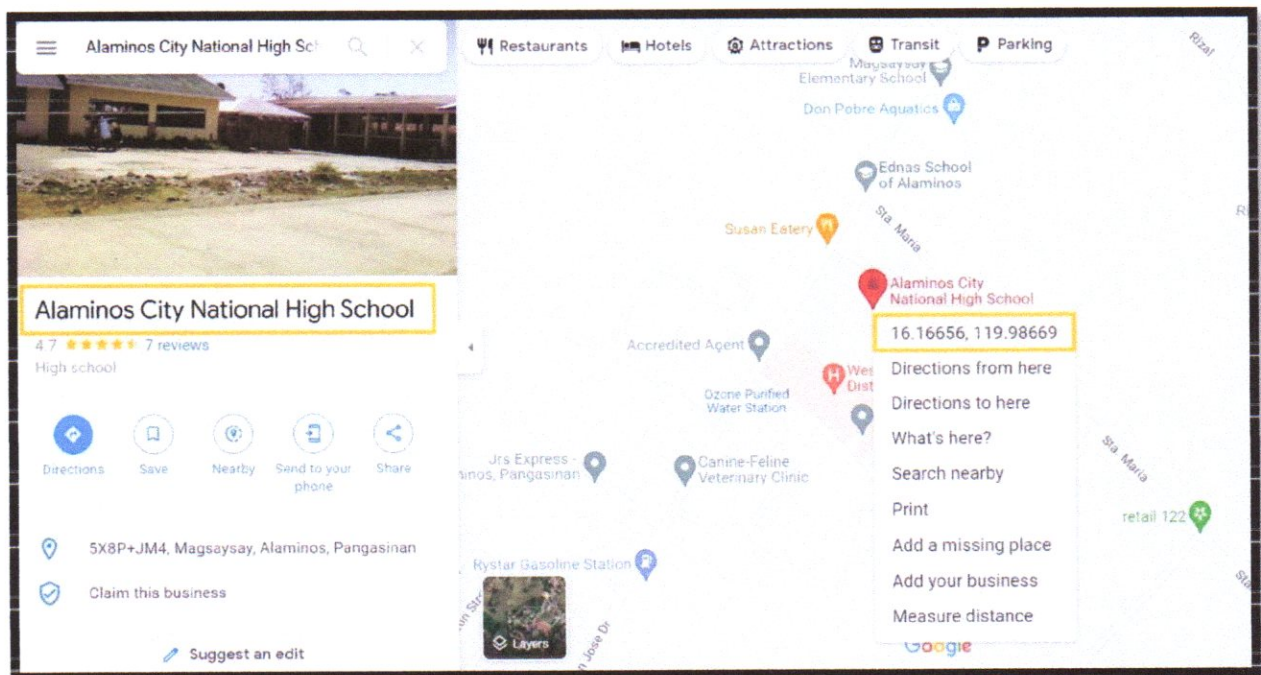 Alaminos City National High Sc
Restaurants
Hotels
Attractions
Transit
Parking
Rizal
Magsaysay
Elementary School
Don Pobre Aquatics
Ednas School
of Alaminos
Sta. Maria
Susan Eatery
Alaminos City
National High School
Alaminos City National High School
4.7
7 reviews
High school
16.16656, 119.98669
Directions from here
Directions to here
What's here?
Search nearby
Print
Add a missing place
Add your business
Measure distance
Accredited Agent
Wes
Dist
Ozone Purified
Water Station
Directions
Save
Nearby
Send to your
phone
Share
Jrs Express -
minos, Pangasinan
Canine-Feline
Veterinary Clinic
Sta. Maria
retail 122
5X8P+JM4, Magsaysay, Alaminos, Pangasinan
Claim this business
Suggest an edit
Rystar Gasoline Station
Layers
Jose Dr
Google